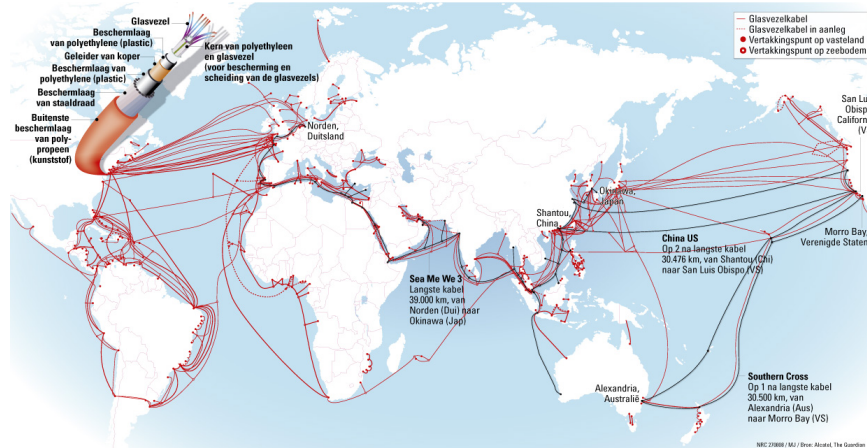 Glasvezel
Beschermlaag
van polyethylene (plastic)
Geleider van koper
Beschermlaag van
polyethylene (plastic)
Beschermlaag
van staaldraad
Buitenste
beschermlaag
van poly-
propeen
(kunststof)
Kern van polyethyleen
en glasvezel
(voor bescherming en
scheiding van de glasvezels)
Glasvezelkabel
Glasvezelkabel in aanleg
Vertakkingspunt op vasteland
Vertakkingspunt op zeebodem
San Lu
Obisp
Californ
(V
Norden,
Duitsland
Okinawa,
Japan
Shantou,
China
Morro Bay,
Verenigde Staten
China US
Op 2 na langste kabel
30.476 km, van Shantou (Chi)
naar San Luis Obispo (VS)
Sea Me We 3
Langste kabel
39.000 km, van
Norden (Dui) naar
Okinawa (Jap)
Alexandria,
Australië
Southern Cross
Op 1 na langste kabel
30.500 km, van
Alexandria (Aus)
naar Morro Bay (VS)
/ MJ / Bron: Alcatel, The Guardian